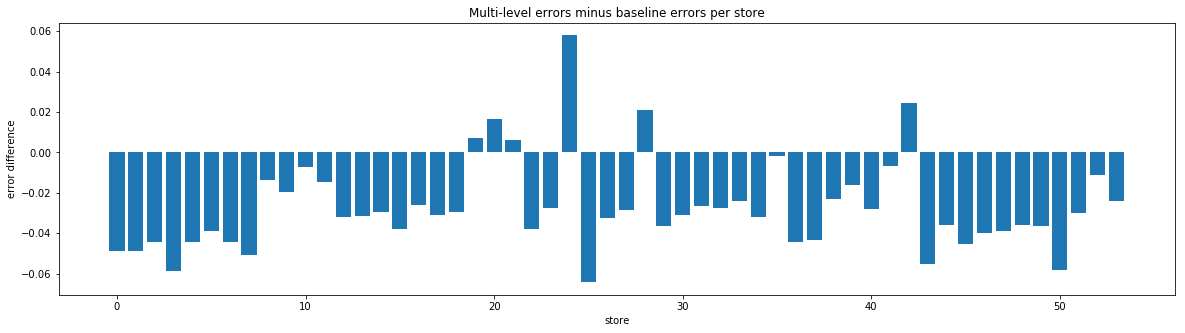 Multi-level errors minus baseline errors per store
error difference
0.06
0.04
0.02
0.00
−0.02
−0.04
−0.06
0 10 20 30 40 50
store